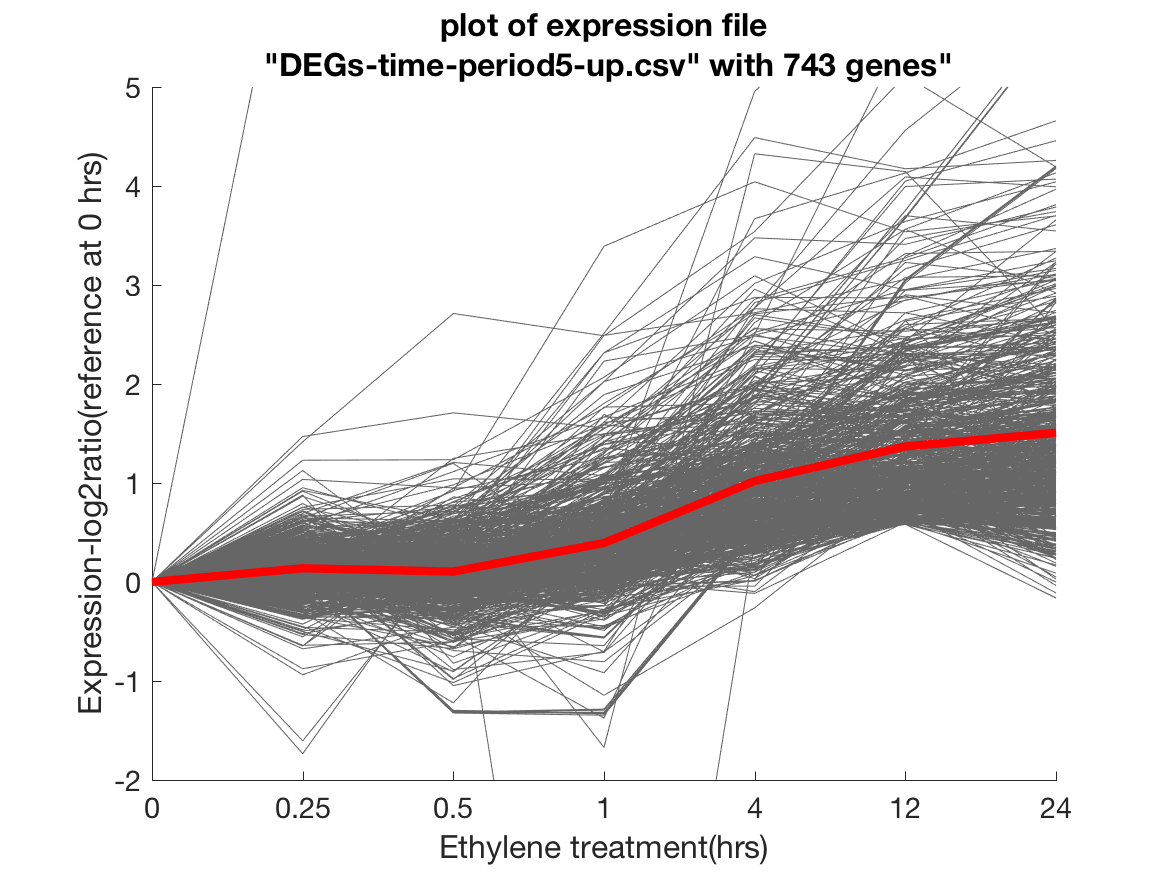 plot of expression file
"DEGs-time-period5-up.csv" with 743 genes"
5
4
3
2
1
0
-1
-2
Expression-log2ratio(reference at 0 hrs)
0 0.25 0.5 1 4 12 24
Ethylene treatment(hrs)